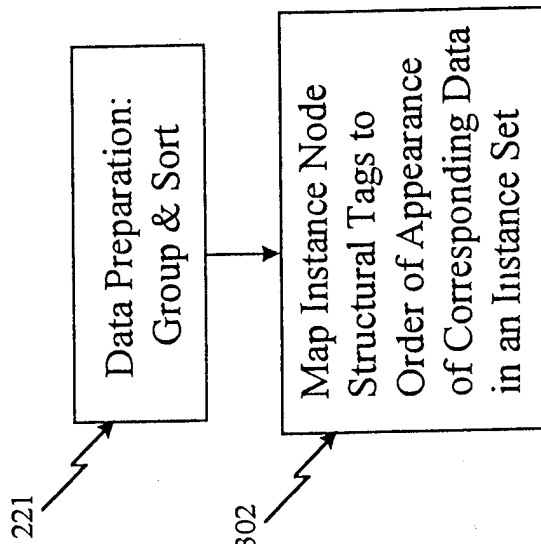 221
Data Preparation:
Group & Sort
302
Map Instance Node
Structural Tags to
Order of Appearance
of Corresponding Data
in an Instance Set